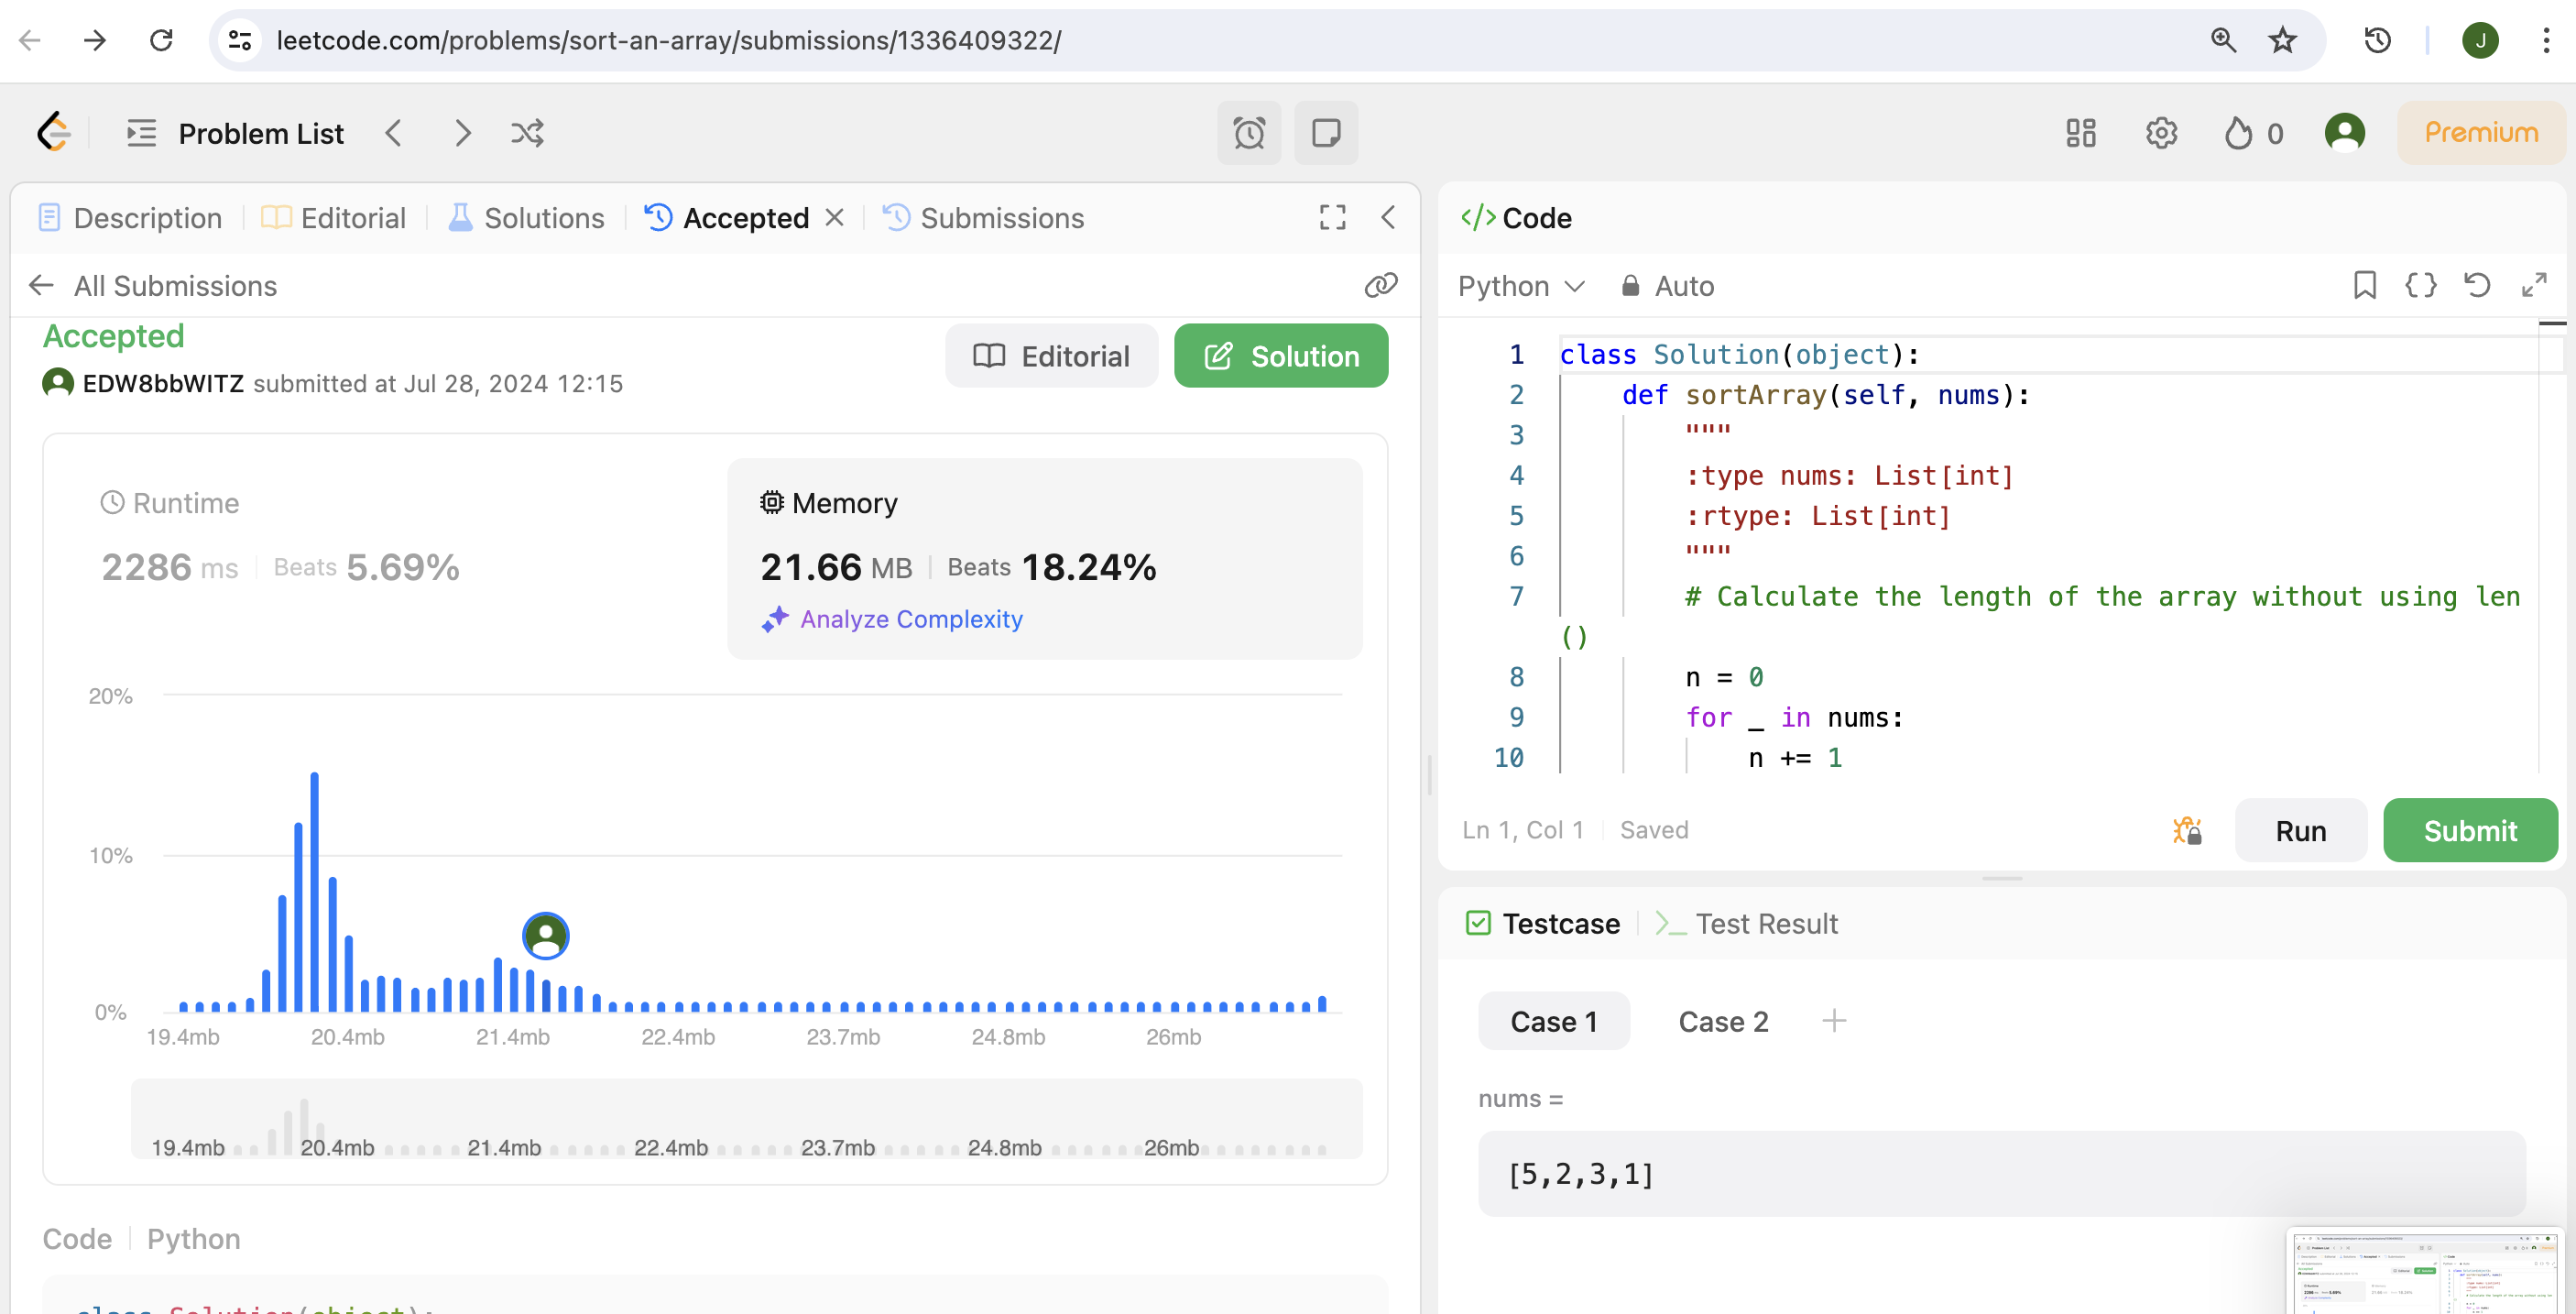 leetcode.com/problems/sort-an-array/submissions/1336409322/
J
Problem List
0
Premium
Description
Editorial
Solutions
Accepted
Submissions
All Submissions
Accepted
EDW8bbWITZ submitted at Jul 28, 2024 12:15
Editorial
Solution
Runtime
2286 ms
Beats 5.69%
Memory
21.66 MB
Beats 18.24%
Analyze Complexity
20%
10%
0%
19.4mb 20.4mb 21.4mb 22.4mb 23.7mb 24.8mb 26mb
19.4mb 20.4mb 21.4mb 22.4mb 23.7mb 24.8mb 26mb
Code
Python
class Solution(object):
</> Code
Python
Auto
1 class Solution(object):
2 def sortArray(self, nums):
3 """
4 :type nums: List[int]
5 :rtype: List[int]
6 """
7 # Calculate the length of the array without using len
()
8 n = 0
9 for _ in nums:
10 n += 1
Ln 1, Col 1
Saved
Run
Submit
Testcase
Test Result
Case 1
Case 2
nums =
[5,2,3,1]